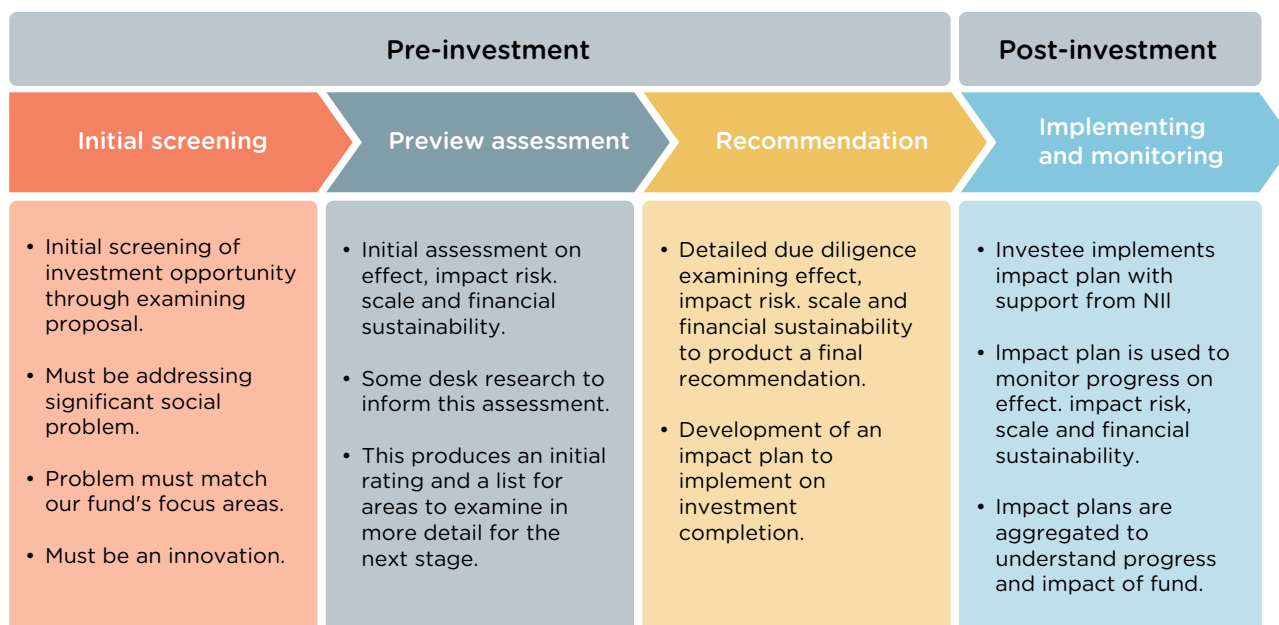 Pre-investment
Post-investment
Initial screening
Preview assessment
Recommendation
Implementing
and monitoring
• Initial screening of
investment opportunity
through examining
proposal.
• Must be addressing
significant social
problem.
• Problem must match
our fund's focus areas.
• Must be an innovation.
• Initial assessment on
effect, impact risk.
scale and financial
sustainability.
• Some desk research to
inform this assessment.
• This produces an initial
rating and a list for
areas to examine in
more detail for the
next stage.
• Detailed due diligence
examining effect,
impact risk. scale and
financial sustainability
to product a final
recommendation.
• Development of an
impact plan to
implement on
investment
completion.
• Investee implements
impact plan with
support from NII
• Impact plan is used to
monitor progress on
effect. impact risk,
scale and financial
sustainability.
• Impact plans are
aggregated to
understand progress
and impact of fund.